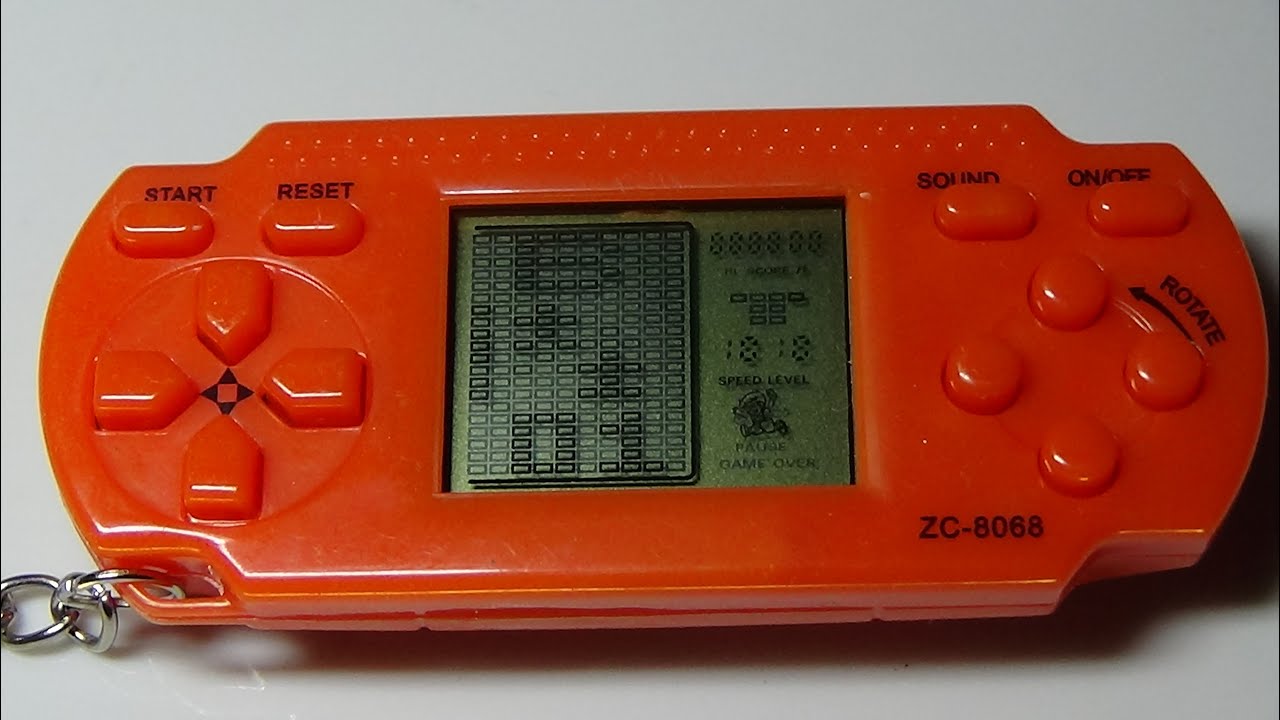 START
RESET
SOUND
ON/OFF
HI SCORE
ROTATE
SPEED LEVEL
PAUSE
GAME OVER
ZC-8068